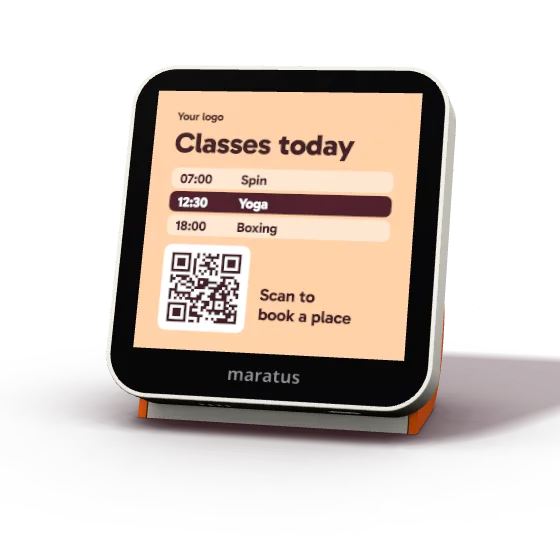 Your logo
Classes today
07:00 Spin
12:30 Yoga
18:00 Boxing
Scan to
book a place
maratus